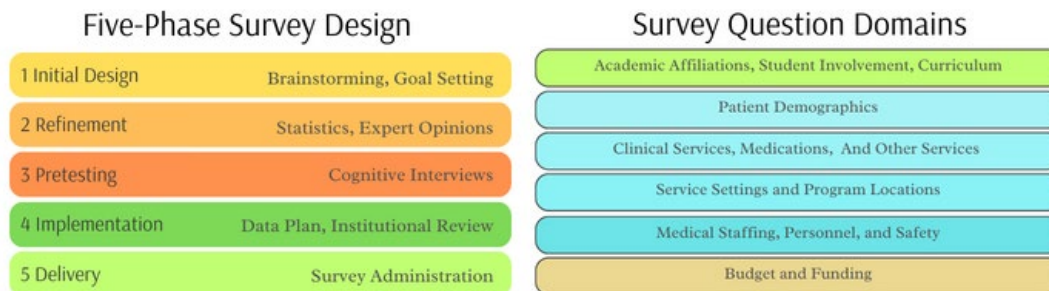 Five-Phase Survey Design
1 Initial Design Brainstorming, Goal Setting
2 Refinement Statistics, Expert Opinions
3 Pretesting Cognitive Interviews
4 Implementation Data Plan, Institutional Review
5 Delivery Survey Administration
Survey Question Domains
Academic Affiliations, Student Involvement, Curriculum
Patient Demographics
Clinical Services, Medications, And Other Services
Service Settings and Program Locations
Medical Staffing, Personnel, and Safety
Budget and Funding